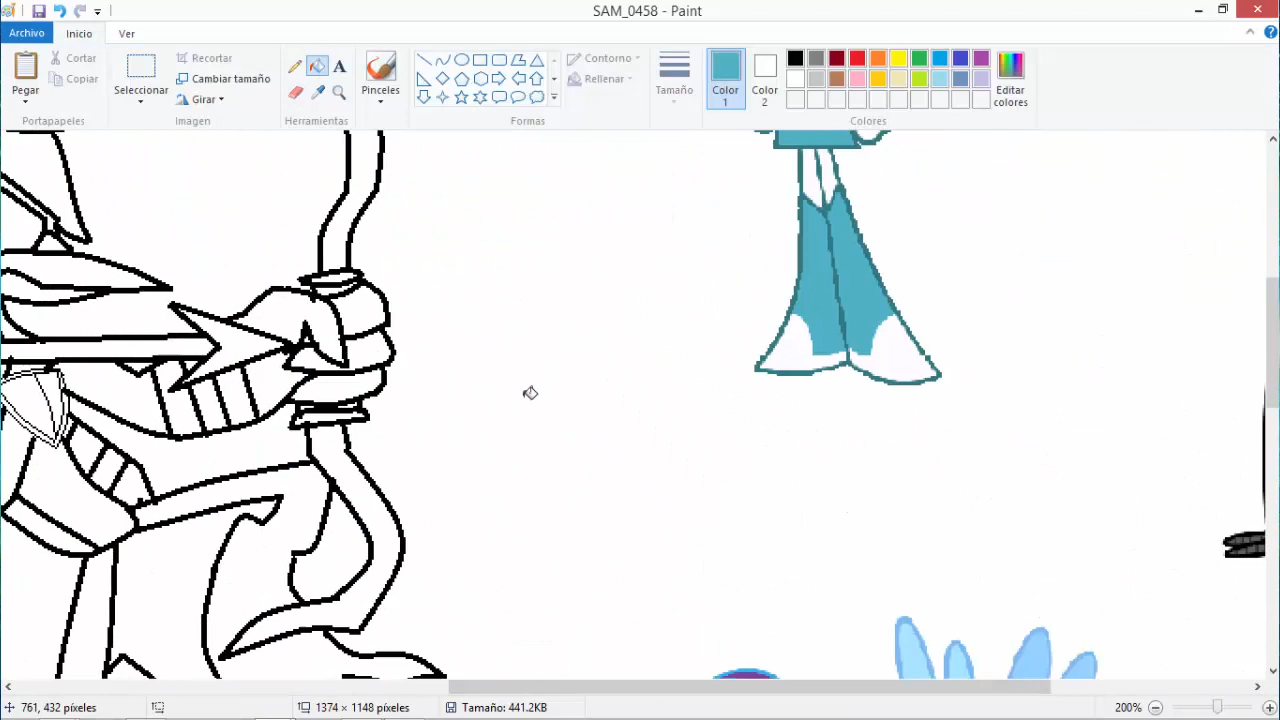 SAM_0458 - Paint
Archivo Inicio Ver
Pegar
Cortar
Copiar
Portapapeles
Seleccionar
Recortar
Cambiar tamaño
Girar
Imagen
A
Herramientas
Pinceles
Contorno
Rellenar
Formas
Tamaño
Color
1
Color
2
Editar
colores
Colores
761, 432 píxeles
1374 × 1148 píxeles
Tamaño: 441.2KB
200%